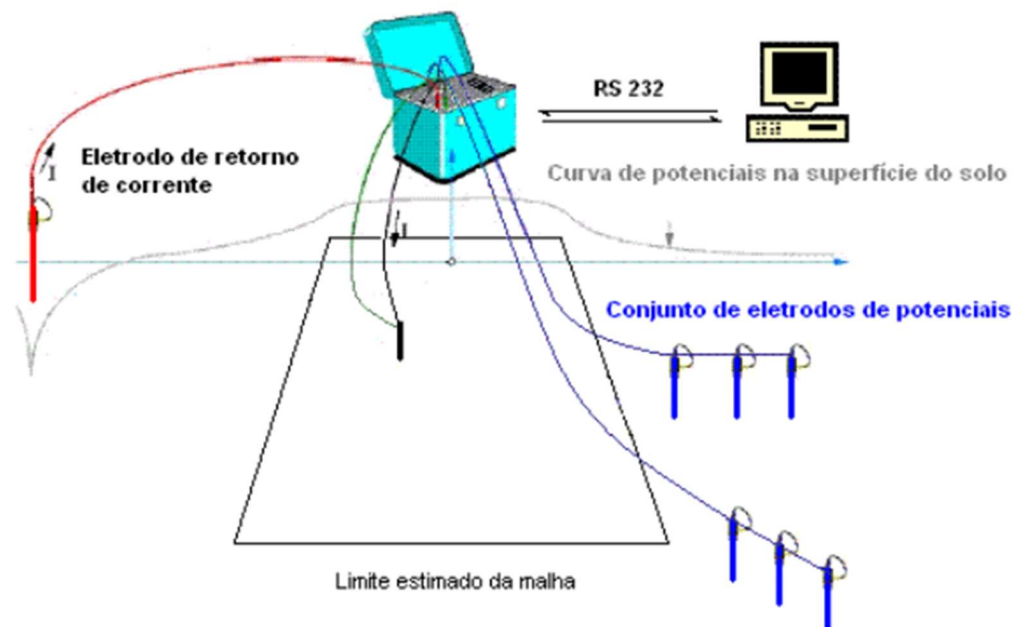 RS 232
Eletrodo de retorno
de corrente
I
Curva de potenciais na superfície do solo
I
Conjunto de eletrodos de potenciais
Limite estimado da malha